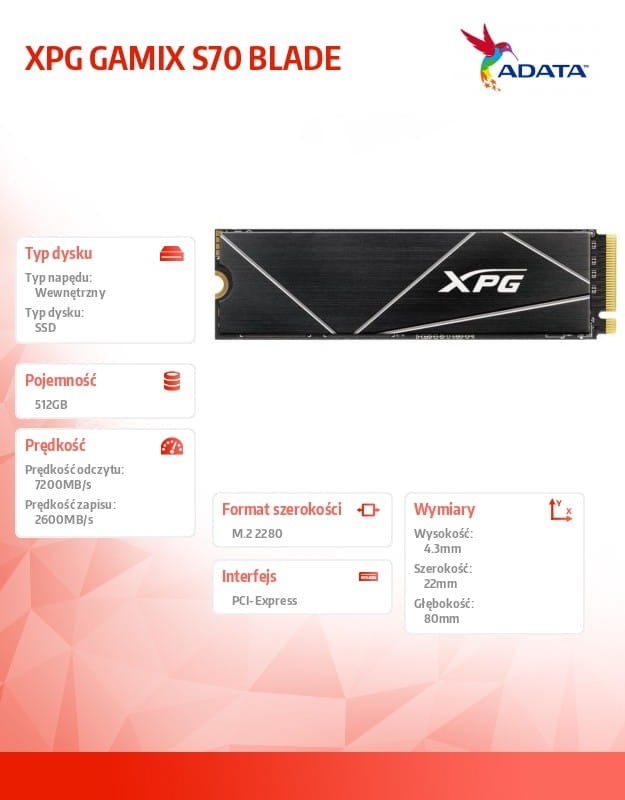 XPG GAMIX S70 BLADE
ADATA™
XPG
Typ dysku
Typ napędu:
Wewnętrzny
Typ dysku:
SSD
Pojemność
512GB
Prędkość
Prędkość odczytu:
7200MB/s
Prędkość zapisu:
2600MB/s
Format szerokości
M.2 2280
Interfejs
PCI-Express
Wymiary
Y
X
Wysokość:
4.3mm
Szerokość:
22mm
Głębokość:
80mm